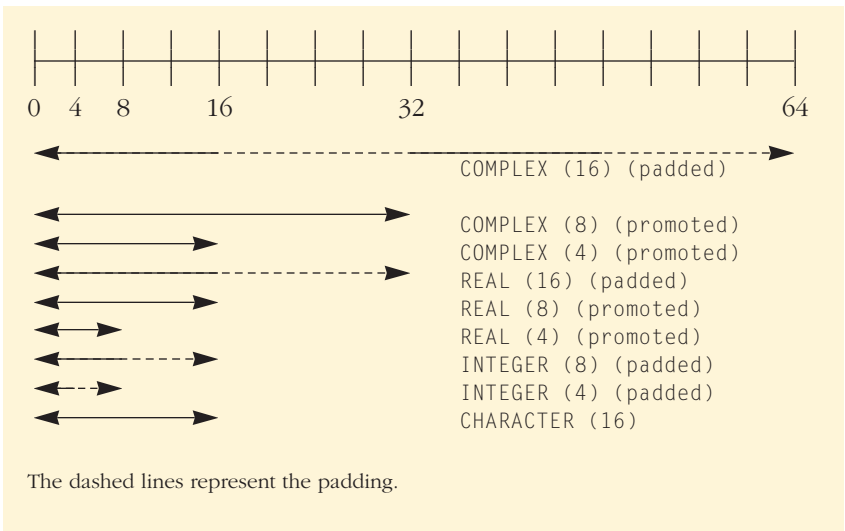 0 4 8 16 32 64
COMPLEX (16) (padded)
COMPLEX (8) (promoted)
COMPLEX (4) (promoted)
REAL (16) (padded)
REAL (8) (promoted)
REAL (4) (promoted)
INTEGER (8) (padded)
INTEGER (4) (padded)
CHARACTER (16)
The dashed lines represent the padding.